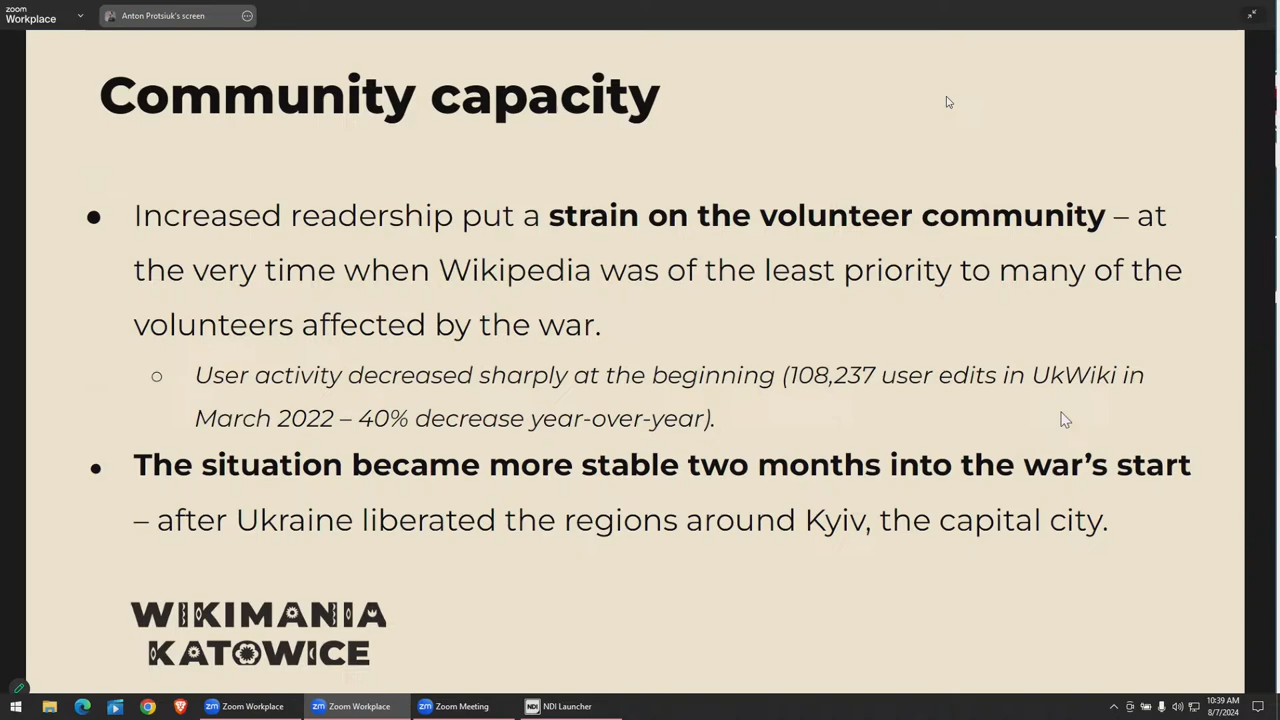 zoom
Workplace
Anton Protsiuk's screen
Community capacity
● Increased readership put a strain on the volunteer community – at
the very time when Wikipedia was of the least priority to many of the
volunteers affected by the war.
○ User activity decreased sharply at the beginning (108,237 user edits in UkWiki in
March 2022 – 40% decrease year-over-year).
● The situation became more stable two months into the war’s start
– after Ukraine liberated the regions around Kyiv, the capital city.
WIKIMANIA
KATOWICE
zm Zoom Workplace
zm Zoom Workplace
zm Zoom Meeting
NDI NDI Launcher
10:39 AM
8/7/2024